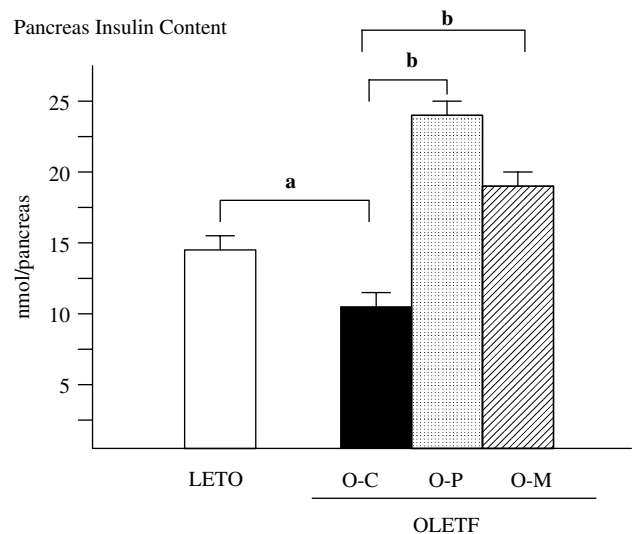 Pancreas Insulin Content
b
b
a
nmol/pancreas
25
20
15
10
5
LETO
O-C O-P O-M
OLETF